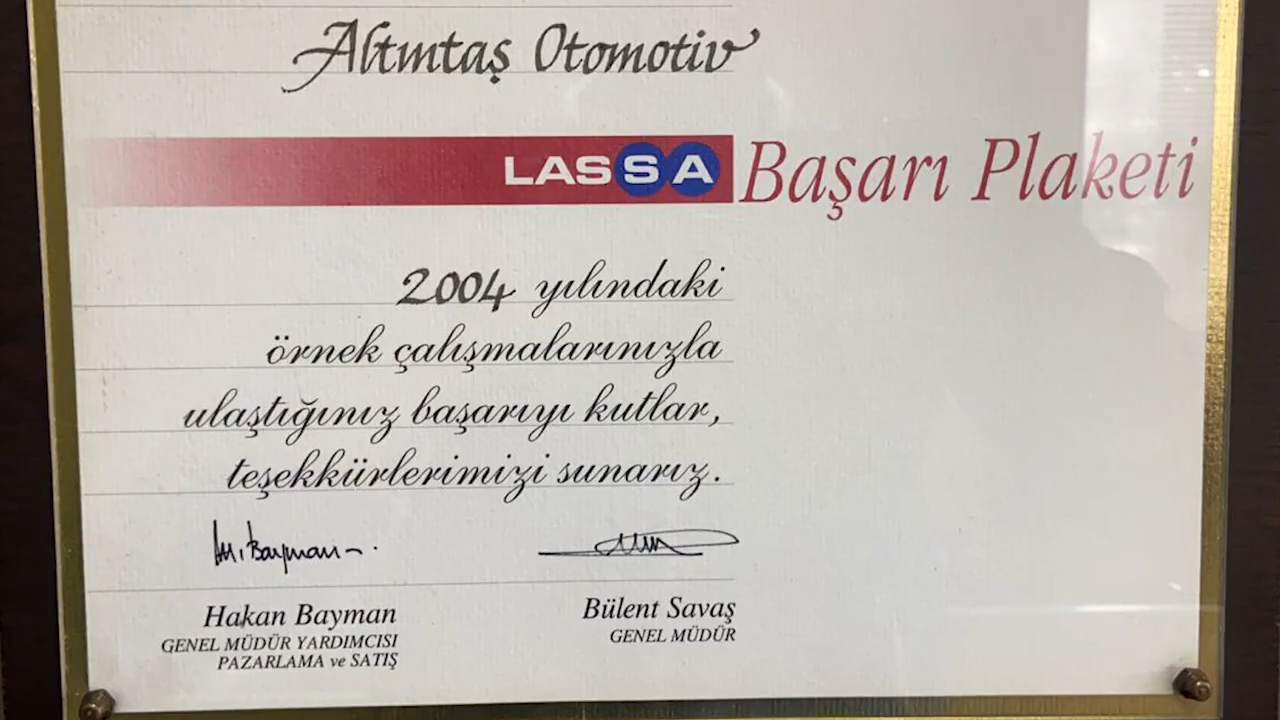 Altıntaş Otomotiv
LASSA Başarı Plaketi
2004 yılındaki
örnek çalışmalarınızla
ulaştığınız başarıyı kutlar,
teşekkürlerimizi sunarız.
H. Bayman
Hakan Bayman
GENEL MÜDÜR YARDIMCISI
PAZARLAMA ve SATIŞ
Bülent Savaş
GENEL MÜDÜR